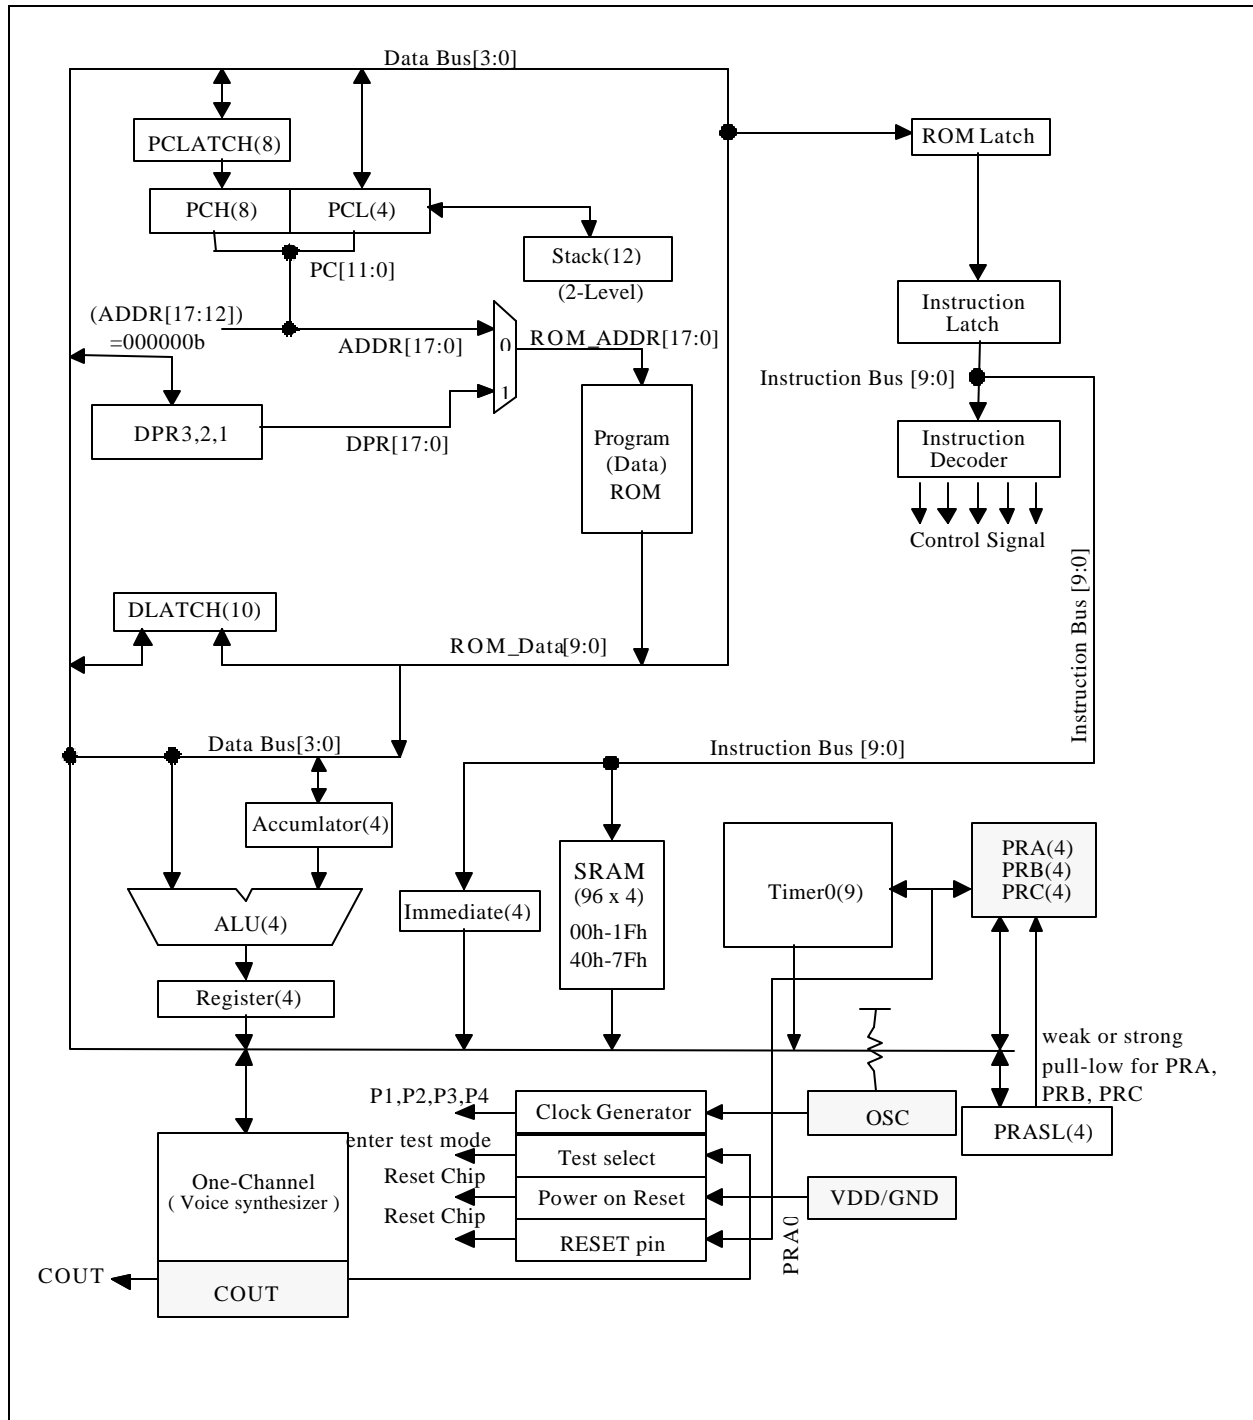 Data Bus[3:0]
PCLATCH(8)
ROM Latch
PCH(8)
PCL(4)
Stack(12)
(2-Level)
PC[11:0]
(ADDR[17:12])
=000000b
ADDR[17:0]
0
1
ROM_ADDR[17:0]
Instruction
Latch
Instruction Bus [9:0]
DPR3,2,1
DPR[17:0]
Program
(Data)
ROM
Instruction
Decoder
Control Signal
Instruction Bus [9:0]
DLATCH(10)
ROM_Data[9:0]
Data Bus[3:0]
Instruction Bus [9:0]
Accumlator(4)
ALU(4)
Register(4)
Immediate(4)
SRAM
(96 x 4)
00h-1Fh
40h-7Fh
Timer0(9)
PRA(4)
PRB(4)
PRC(4)
weak or strong
pull-low for PRA,
PRB, PRC
PRASL(4)
P1,P2,P3,P4
Clock Generator
OSC
enter test mode
Test select
Reset Chip
Power on Reset
VDD/GND
Reset Chip
RESET pin
PRA0
One-Channel
( Voice synthesizer )
COUT
COUT